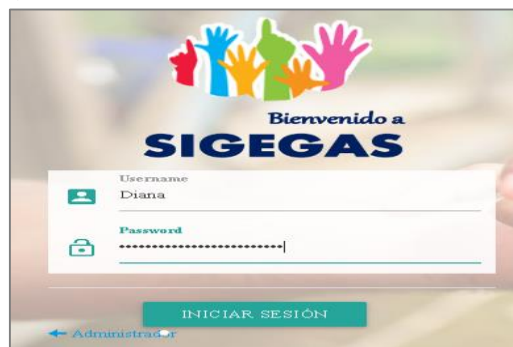 Bienvenido a
SIGEGAS
Username
Diana
Password
INICIAR SESIÓN
Administrador